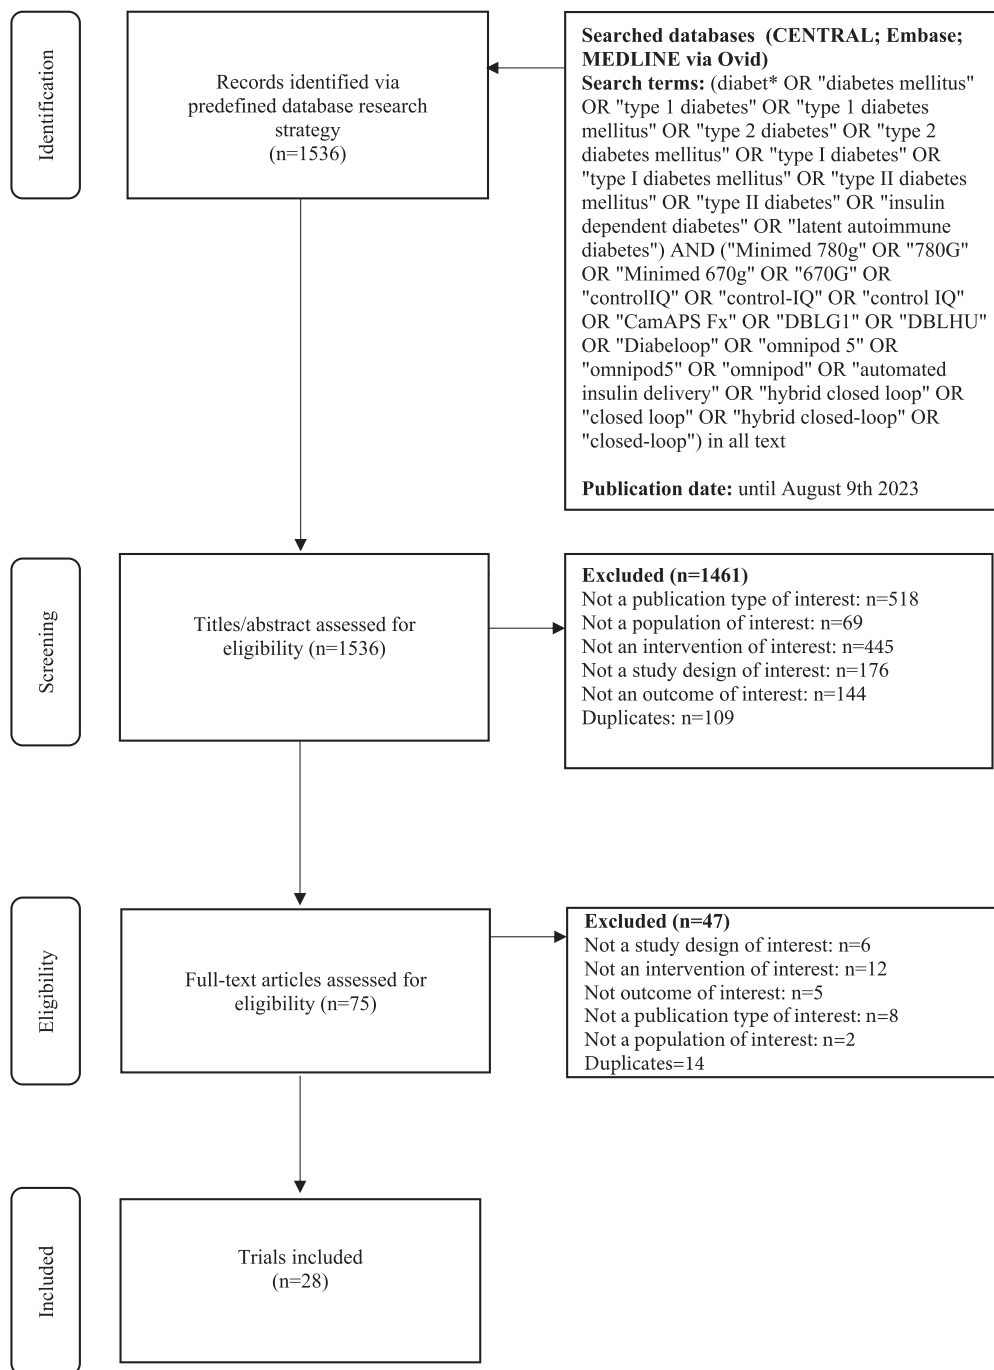 Identification
Records identified via
predefined database research
strategy
(n=1536)
Searched databases (CENTRAL; Embase;
MEDLINE via Ovid)
Search terms: (diabet* OR "diabetes mellitus"
OR "type 1 diabetes" OR "type 1 diabetes
mellitus" OR "type 2 diabetes" OR "type 2
diabetes mellitus" OR "type I diabetes" OR
"type I diabetes mellitus" OR "type II diabetes
mellitus" OR "type II diabetes" OR "insulin
dependent diabetes" OR "latent autoimmune
diabetes") AND ("Minimed 780g" OR "780G"
OR "Minimed 670g" OR "670G" OR
"controlIQ" OR "control-IQ" OR "control IQ"
OR "CamAPS Fx" OR "DBLG1" OR "DBLHU"
OR "Diabeloop" OR "omnipod 5" OR
"omnipod5" OR "omnipod" OR "automated
insulin delivery" OR "hybrid closed loop" OR
"closed loop" OR "hybrid closed-loop" OR
"closed-loop") in all text
Publication date: until August 9th 2023
Screening
Titles/abstract assessed for
eligibility (n=1536)
Excluded (n=1461)
Not a publication type of interest: n=518
Not a population of interest: n=69
Not an intervention of interest: n=445
Not a study design of interest: n=176
Not an outcome of interest: n=144
Duplicates: n=109
Eligibility
Full-text articles assessed for
eligibility (n=75)
Excluded (n=47)
Not a study design of interest: n=6
Not an intervention of interest: n=12
Not outcome of interest: n=5
Not a publication type of interest: n=8
Not a population of interest: n=2
Duplicates=14
Included
Trials included
(n=28)